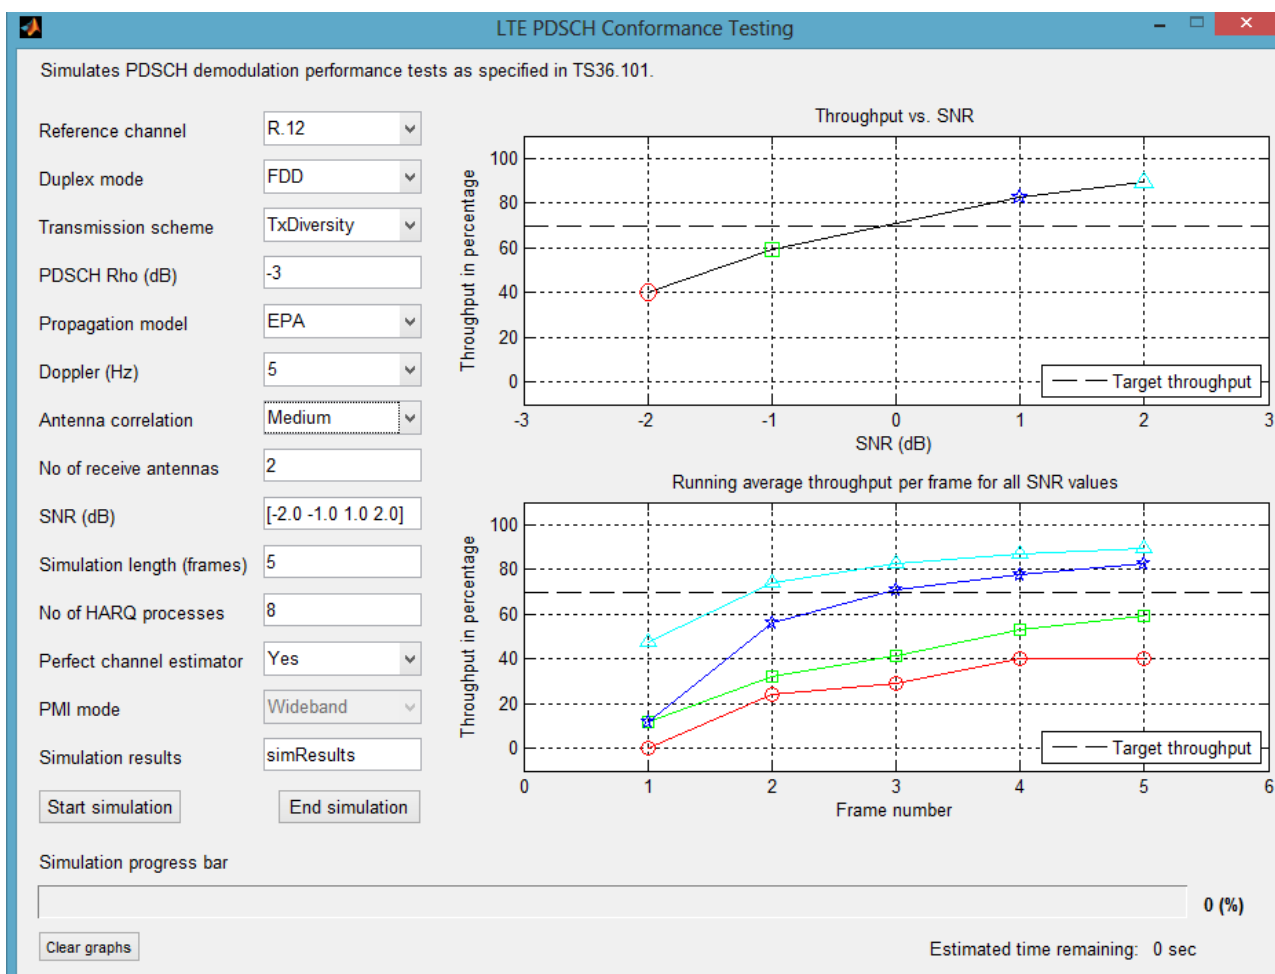 LTE PDSCH Conformance Testing
Simulates PDSCH demodulation performance tests as specified in TS36.101.
Reference channel R.12
Duplex mode FDD
Transmission scheme TxDiversity
PDSCH Rho (dB) -3
Propagation model EPA
Doppler (Hz) 5
Antenna correlation Medium
No of receive antennas 2
SNR (dB) [-2.0 -1.0 1.0 2.0]
Simulation length (frames) 5
No of HARQ processes 8
Perfect channel estimator Yes
PMI mode Wideband
Simulation results simResults
Start simulation End simulation
Throughput vs. SNR
Throughput in percentage
100
80
60
40
20
0
Target throughput
-3 -2 -1 0 1 2 3
SNR (dB)
Running average throughput per frame for all SNR values
Throughput in percentage
100
80
60
40
20
0
Target throughput
0 1 2 3 4 5 6
Frame number
Simulation progress bar
0 (%)
Clear graphs
Estimated time remaining: 0 sec